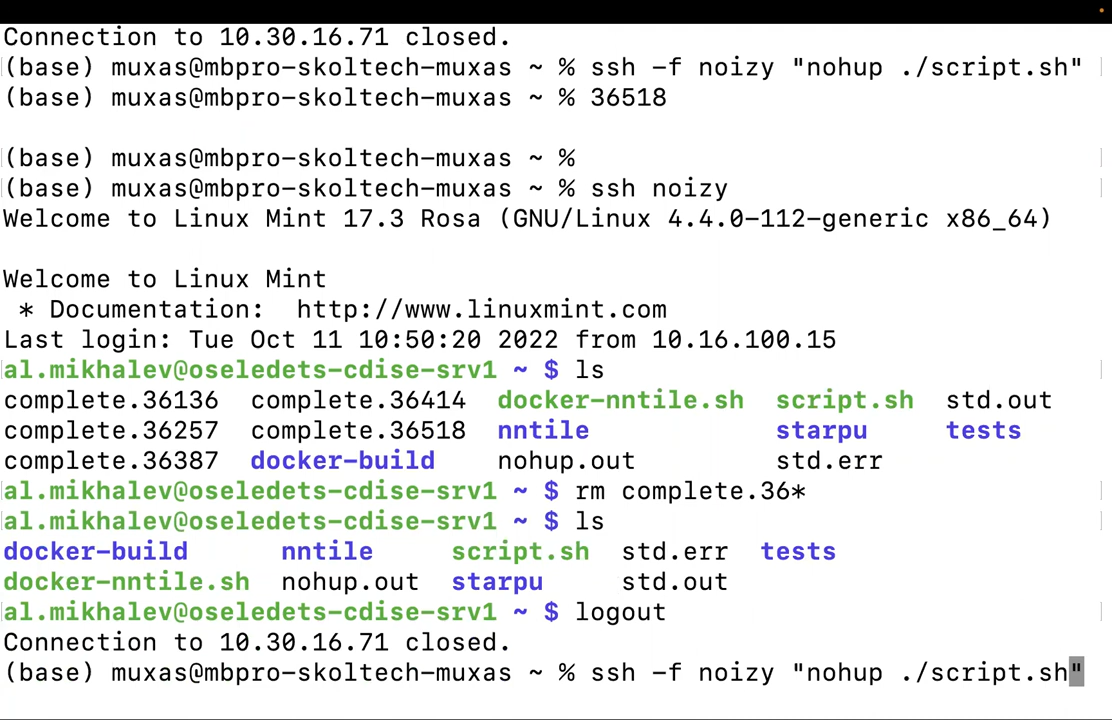 Connection to 10.30.16.71 closed.
(base) muxas@mbpro-skoltech-muxas ~ % ssh -f noizy "nohup ./script.sh"
(base) muxas@mbpro-skoltech-muxas ~ % 36518
(base) muxas@mbpro-skoltech-muxas ~ %
(base) muxas@mbpro-skoltech-muxas ~ % ssh noizy
Welcome to Linux Mint 17.3 Rosa (GNU/Linux 4.4.0-112-generic x86_64)
Welcome to Linux Mint
* Documentation:  http://www.linuxmint.com
Last login: Tue Oct 11 10:50:20 2022 from 10.16.100.15
al.mikhalev@oseledets-cdise-srv1 ~ $ ls
complete.36136  complete.36414  docker-nntile.sh  script.sh  std.out
complete.36257  complete.36518  nntile  starpu  tests
complete.36387  docker-build  nohup.out  std.err
al.mikhalev@oseledets-cdise-srv1 ~ $ rm complete.36*
al.mikhalev@oseledets-cdise-srv1 ~ $ ls
docker-build  nntile  script.sh  std.err  tests
docker-nntile.sh  nohup.out  starpu  std.out
al.mikhalev@oseledets-cdise-srv1 ~ $ logout
Connection to 10.30.16.71 closed.
(base) muxas@mbpro-skoltech-muxas ~ % ssh -f noizy "nohup ./script.sh"